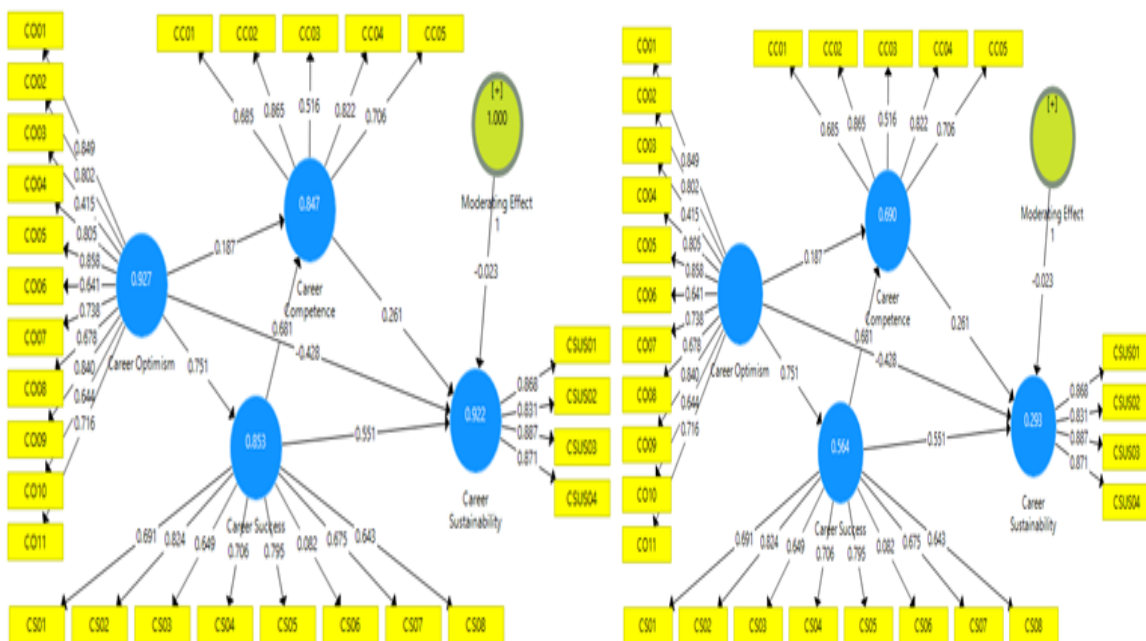 CO01
CO02
CO03
CO04
CO05
CO06
CO07
CO08
CO09
CO10
CO11
0.849
0.802
0.415
0.805
0.858
0.641
0.738
0.678
0.840
0.644
0.716
0.927
Career Optimism
CC01 CC02 CC03 CC04 CC05
0.685 0.865 0.516 0.822 0.706
0.847
Career
Competence
[+]
1.000
Moderating Effect
1
0.187
-0.023
0.681
0.261
-0.428
0.751
0.551
0.853
Career Success
0.922
Career
Sustainability
0.868
0.831
0.887
0.871
CSUS01
CSUS02
CSUS03
CSUS04
0.691 0.824 0.649 0.706 0.795 0.082 0.675 0.643
CS01 CS02 CS03 CS04 CS05 CS06 CS07 CS08
CO01
CO02
CO03
CO04
CO05
CO06
CO07
CO08
CO09
CO10
CO11
0.849
0.802
0.415
0.805
0.858
0.641
0.738
0.678
0.840
0.644
0.716
Career Optimism
CC01 CC02 CC03 CC04 CC05
0.685 0.865 0.516 0.822 0.706
0.690
Career
Competence
[+]
Moderating Effect
1
0.187
-0.023
0.681
0.261
-0.428
0.751
0.551
0.564
Career Success
0.293
Career
Sustainability
0.868
0.831
0.887
0.871
CSUS01
CSUS02
CSUS03
CSUS04
0.691 0.824 0.649 0.706 0.795 0.082 0.675 0.643
CS01 CS02 CS03 CS04 CS05 CS06 CS07 CS08